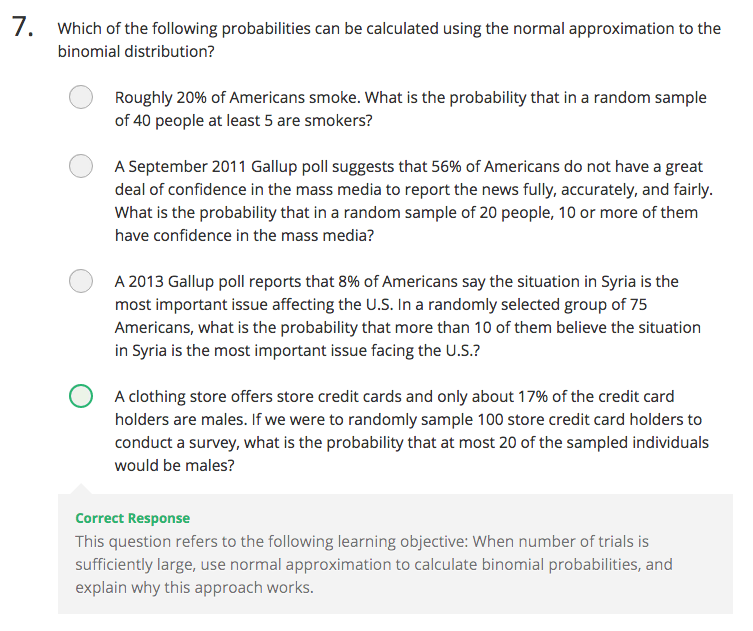 7. Which of the following probabilities can be calculated using the normal approximation to the
binomial distribution?
Roughly 20% of Americans smoke. What is the probability that in a random sample
of 40 people at least 5 are smokers?
A September 2011 Gallup poll suggests that 56% of Americans do not have a great
deal of confidence in the mass media to report the news fully, accurately, and fairly.
What is the probability that in a random sample of 20 people, 10 or more of them
have confidence in the mass media?
A 2013 Gallup poll reports that 8% of Americans say the situation in Syria is the
most important issue affecting the U.S. In a randomly selected group of 75
Americans, what is the probability that more than 10 of them believe the situation
in Syria is the most important issue facing the U.S.?
A clothing store offers store credit cards and only about 17% of the credit card
holders are males. If we were to randomly sample 100 store credit card holders to
conduct a survey, what is the probability that at most 20 of the sampled individuals
would be males?
Correct Response
This question refers to the following learning objective: When number of trials is
sufficiently large, use normal approximation to calculate binomial probabilities, and
explain why this approach works.